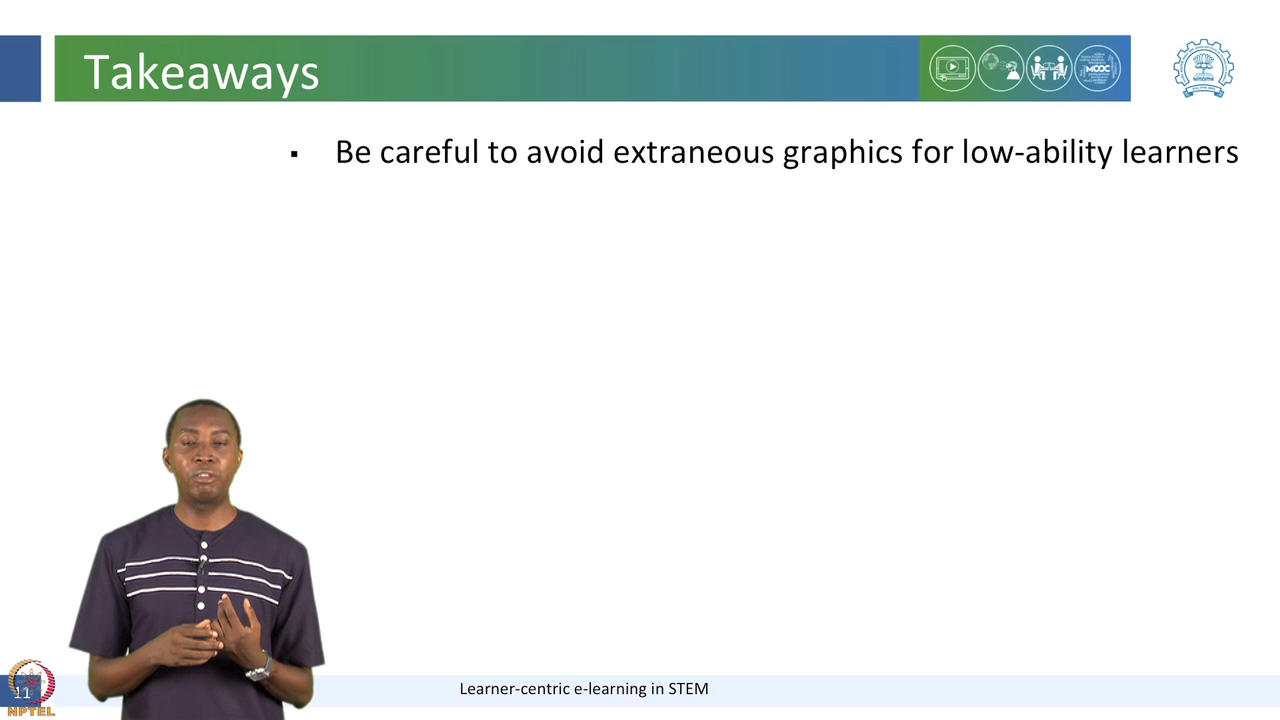 Takeaways
MOOC
▪ Be careful to avoid extraneous graphics for low-ability learners
11
NPTEL
Learner-centric e-learning in STEM